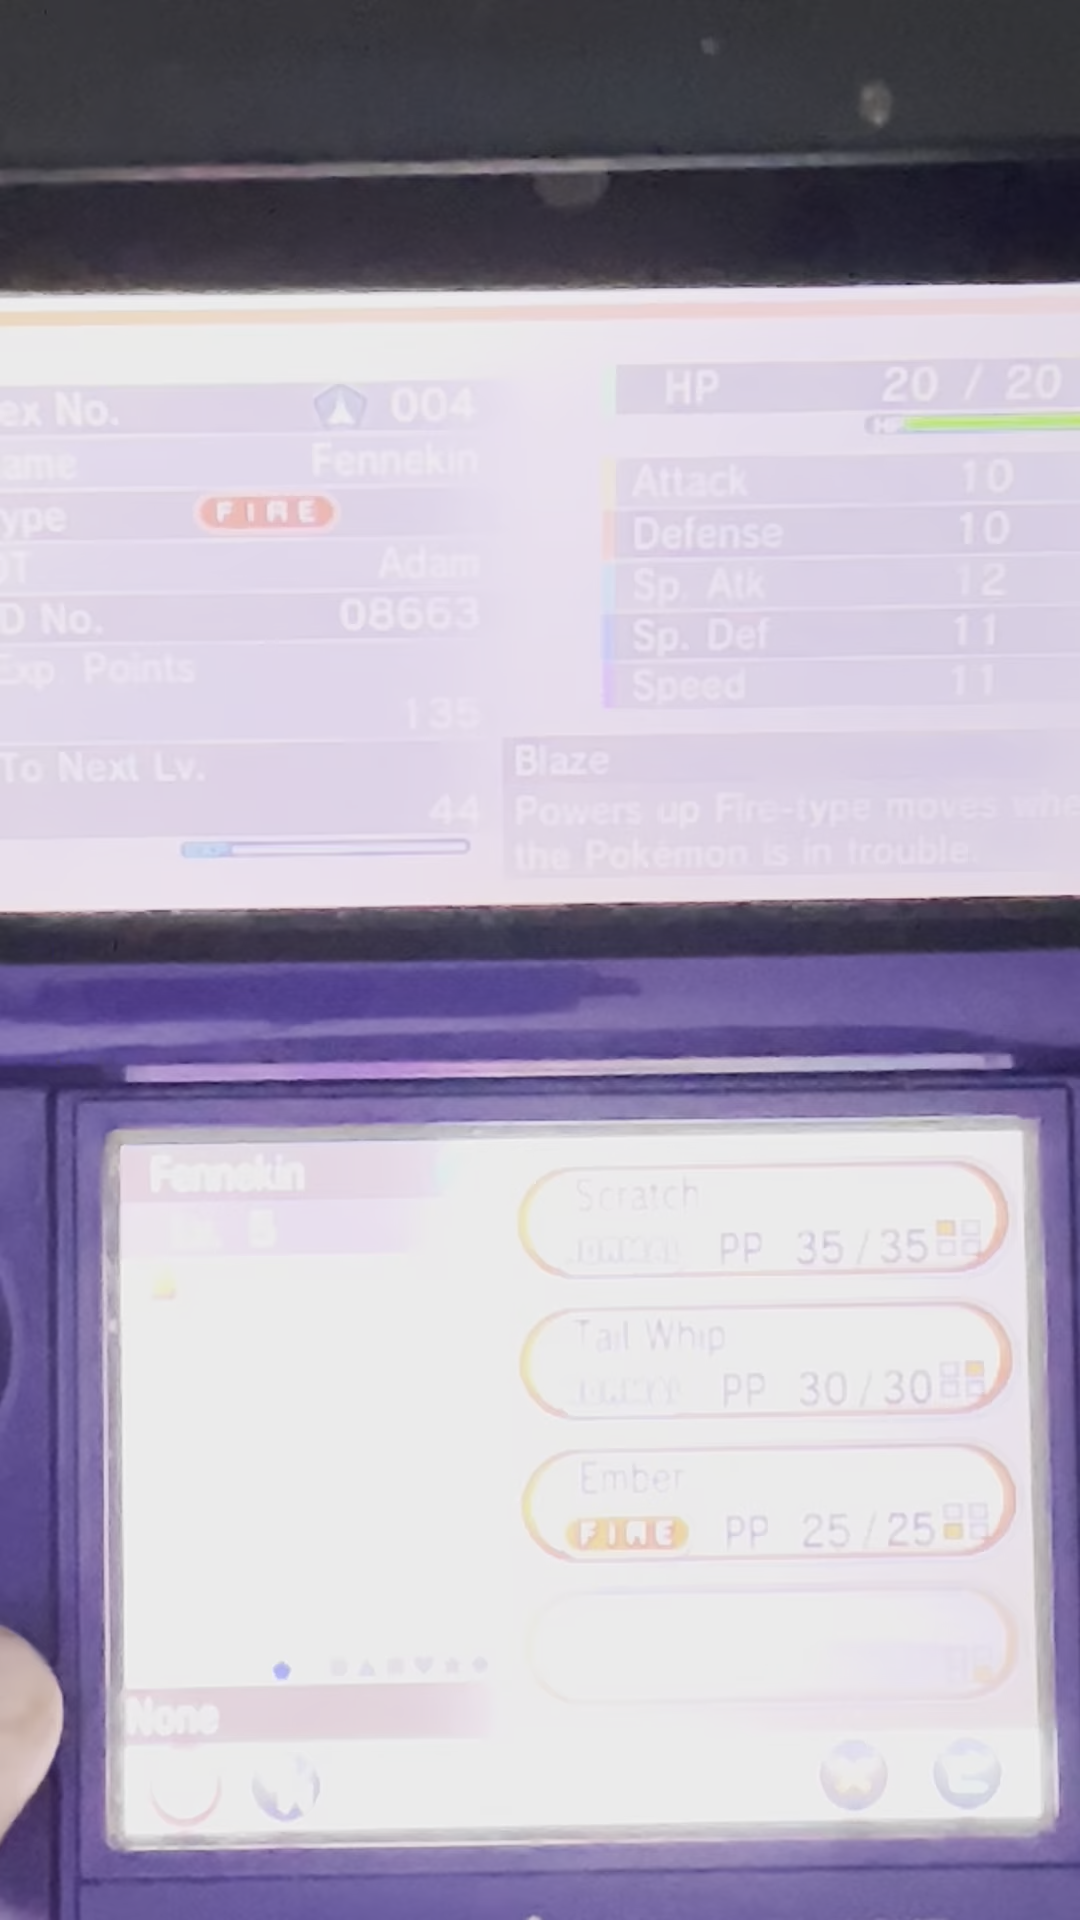 ex No. 004
ame Fennekin
ype FIRE
OT Adam
D No. 08663
Exp. Points
135
To Next Lv.
44
HP 20 / 20
HP
Attack 10
Defense 10
Sp. Atk 12
Sp. Def 11
Speed 11
Blaze
Powers up Fire-type moves whe
the Pokémon is in trouble.
Fennekin
Scratch
PP 35/35
Tail Whip
PP 30/30
Ember
FIRE PP 25/25
None